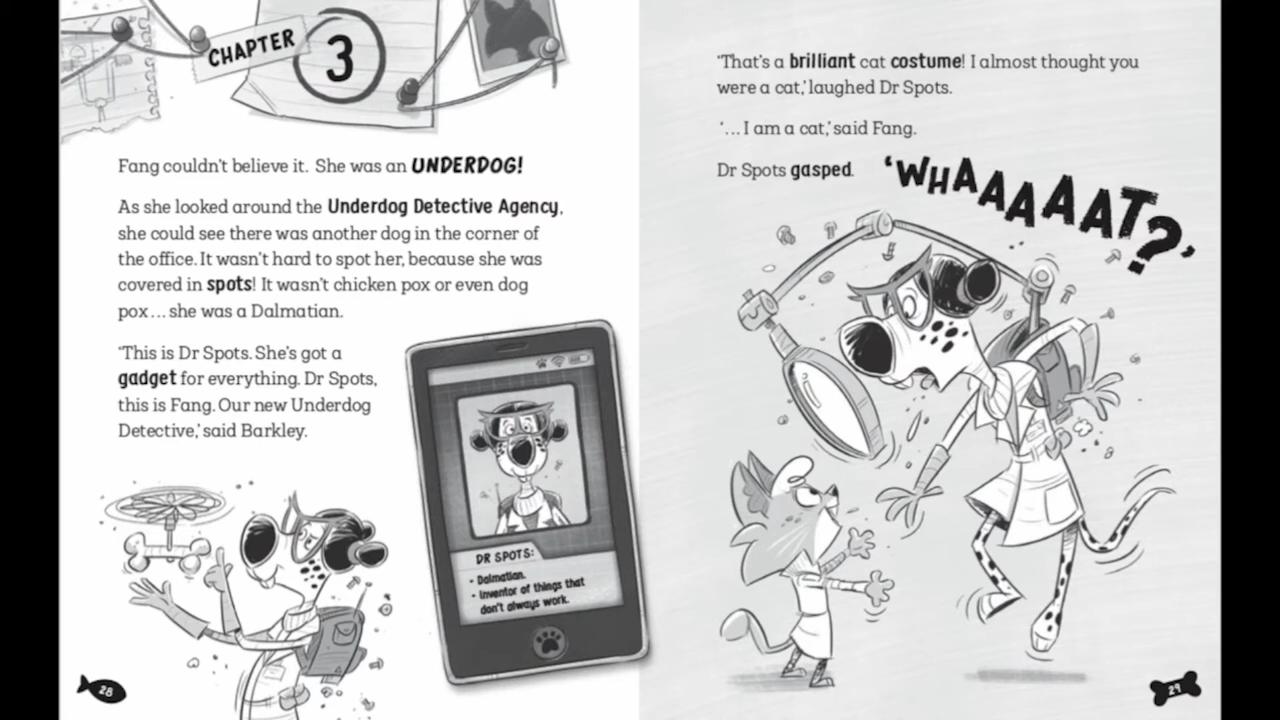 CHAPTER
3
Fang couldn't believe it. She was an UNDERDOG!
As she looked around the Underdog Detective Agency,
she could see there was another dog in the corner of
the office. It wasn't hard to spot her, because she was
covered in spots! It wasn't chicken pox or even dog
pox... she was a Dalmatian.
'This is Dr Spots. She's got a
gadget for everything. Dr Spots,
this is Fang. Our new Underdog
Detective,' said Barkley.
DR SPOTS:
• Dalmatian.
• Inventor of things that
don't always work.
28
'That's a brilliant cat costume! I almost thought you
were a cat,' laughed Dr Spots.
'...I am a cat,' said Fang.
Dr Spots gasped.
'WHAAAAAT?'
29